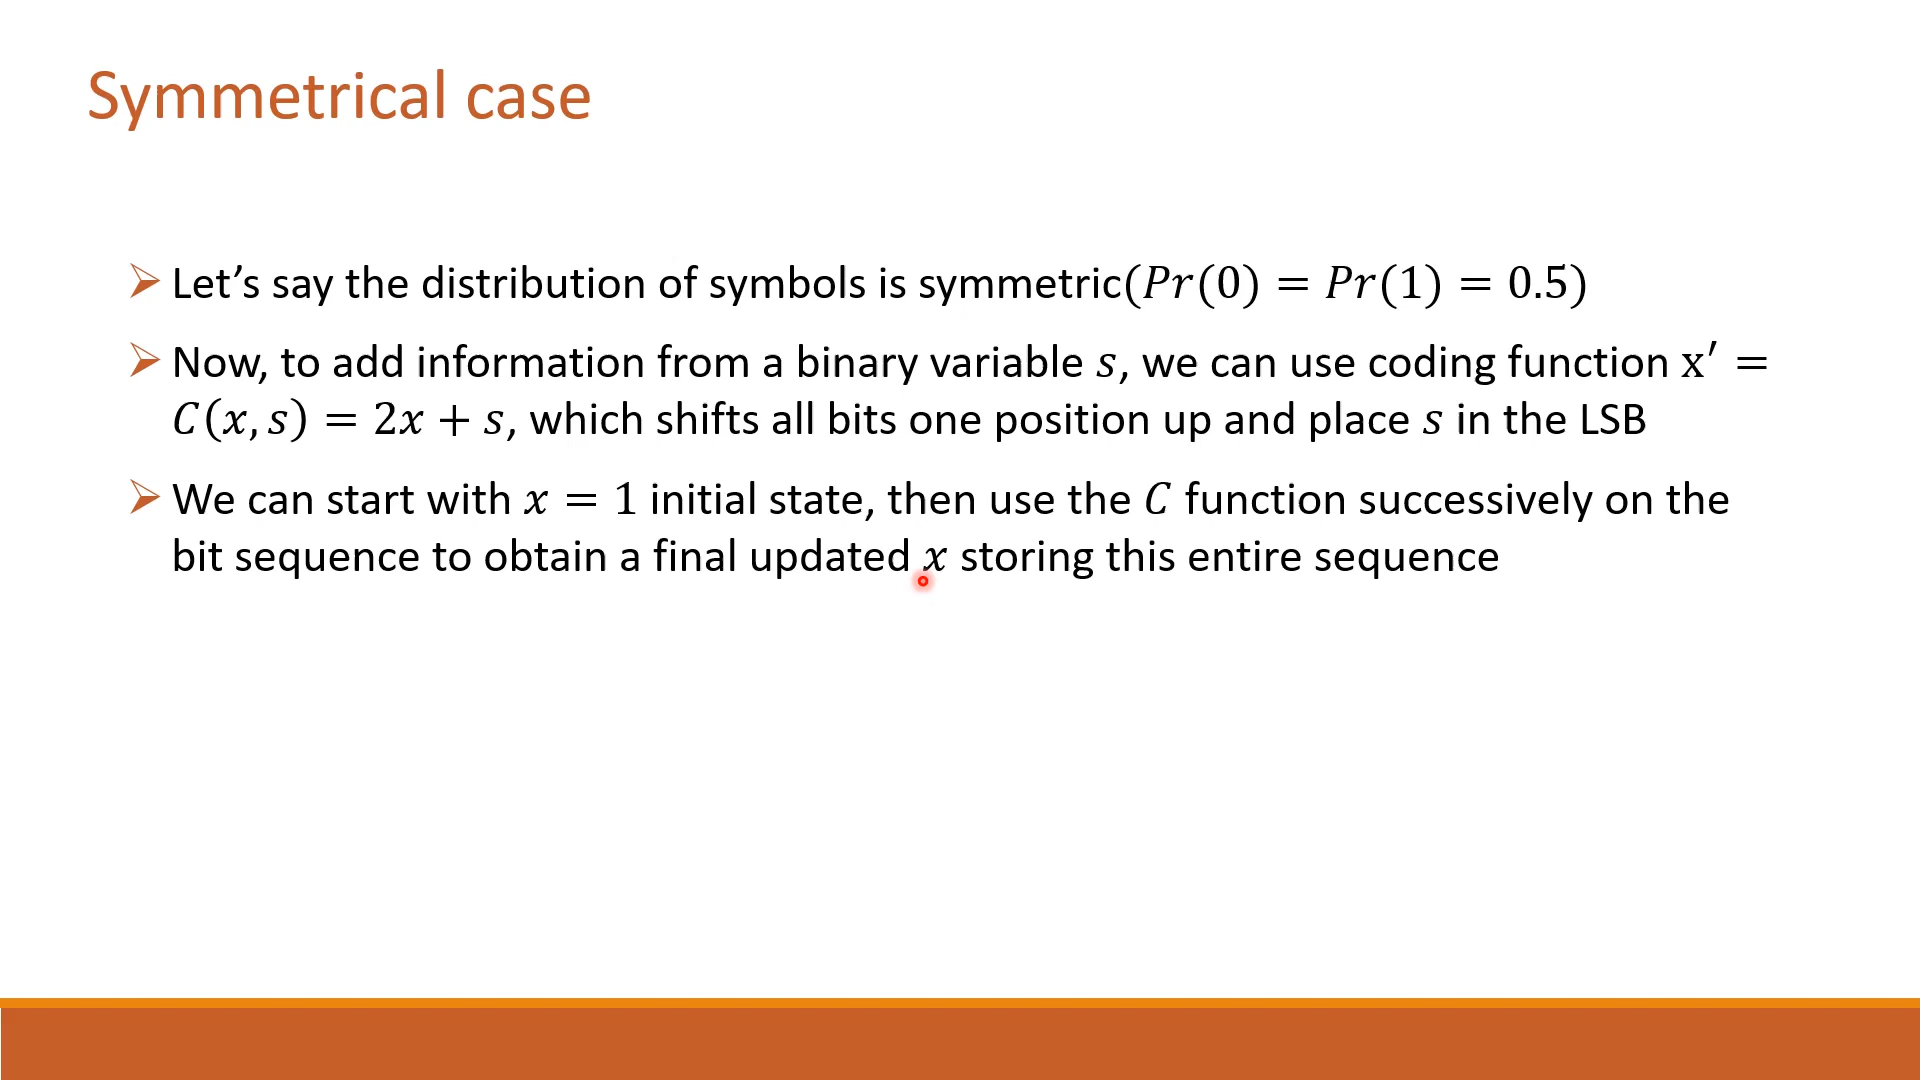 Symmetrical case
➢ Let’s say the distribution of symbols is symmetric(𝑃𝑟(0) = 𝑃𝑟(1) = 0.5)
➢ Now, to add information from a binary variable 𝑠, we can use coding function x′ =
𝐶(𝑥, 𝑠) = 2𝑥 + 𝑠, which shifts all bits one position up and place 𝑠 in the LSB
➢ We can start with 𝑥 = 1 initial state, then use the 𝐶 function successively on the
bit sequence to obtain a final updated 𝑥 storing this entire sequence